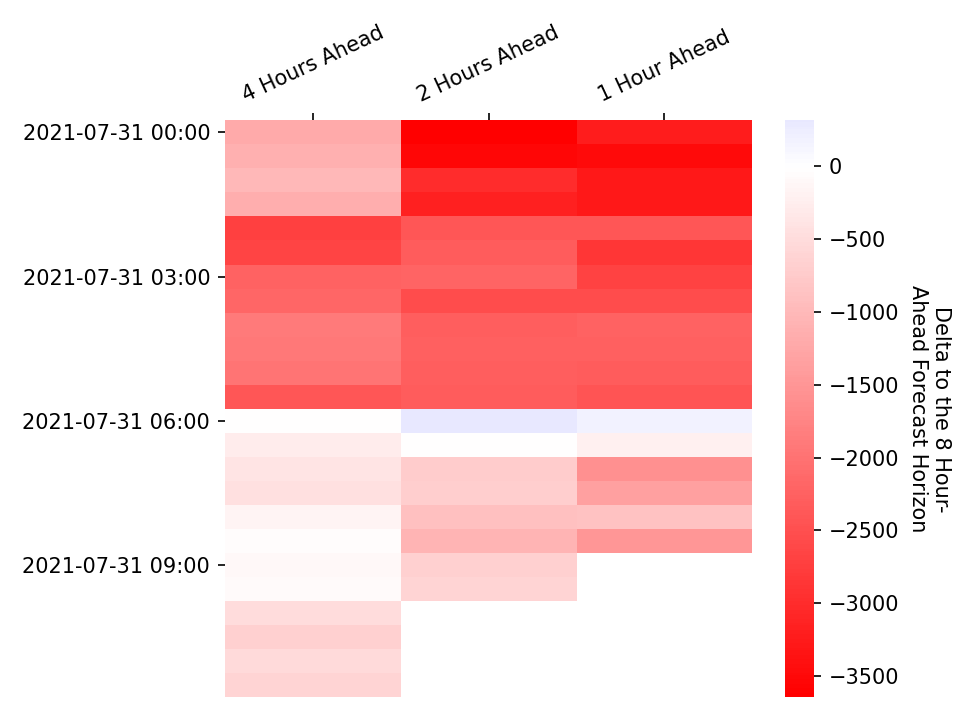 4 Hours Ahead
2 Hours Ahead
1 Hour Ahead
2021-07-31 00:00
2021-07-31 03:00
2021-07-31 06:00
2021-07-31 09:00
0
−500
−1000
−1500
−2000
−2500
−3000
−3500
Delta to the 8 Hour-
Ahead Forecast Horizon